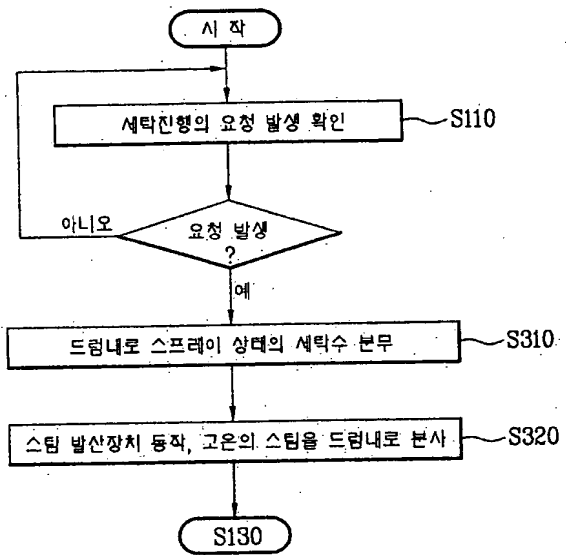 시 작
세탁진행의 요청 발생 확인
S110
요청 발생
?
아니오
예
드럼내로 스프레이 상태의 세탁수 분무
S310
스팀 발산장치 동작, 고온의 스팀을 드럼내로 분사
S320
S130